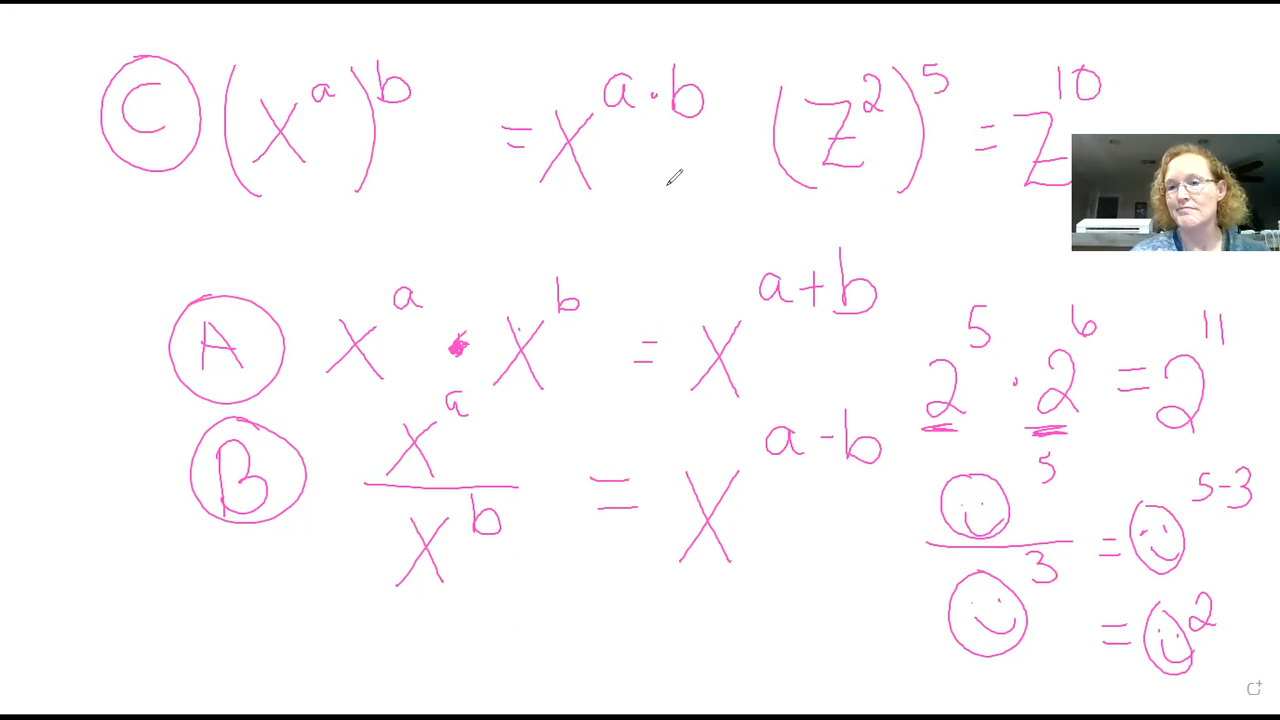 C (x^a)^b = x^{a·b} (z^2)^5 = z^{10}
A x^a · x^b = x^{a+b} 2^5 · 2^6 = 2^{11}
B x^a / x^b = x^{a-b} ☺^5 / ☺^3 = ☺^{5-3}
= ☺^2